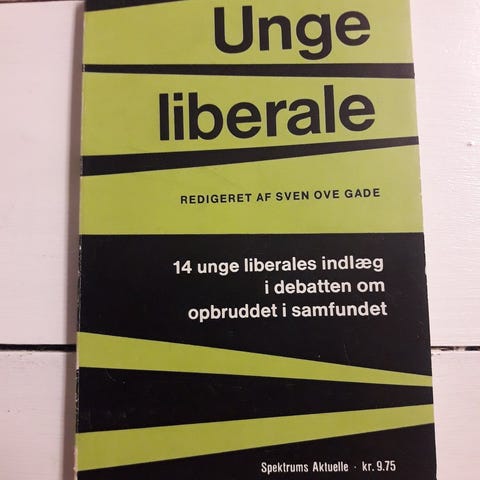 Unge
liberale
REDIGERET AF SVEN OVE GADE
14 unge liberales indlæg
i debatten om
opbruddet i samfundet
Spektrums Aktuelle · kr. 9.75